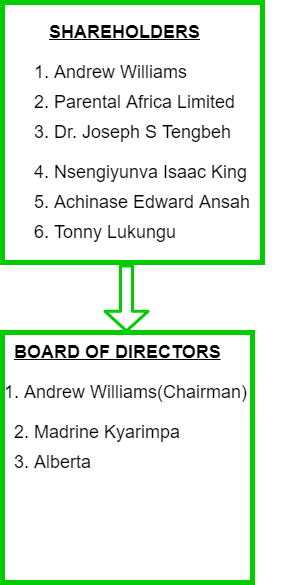 SHAREHOLDERS
1. Andrew Williams
2. Parental Africa Limited
3. Dr. Joseph S Tengbeh
4. Nsengiyunva Isaac King
5. Achinase Edward Ansah
6. Tonny Lukungu
BOARD OF DIRECTORS
1. Andrew Williams(Chairman)
2. Madrine Kyarimpa
3. Alberta